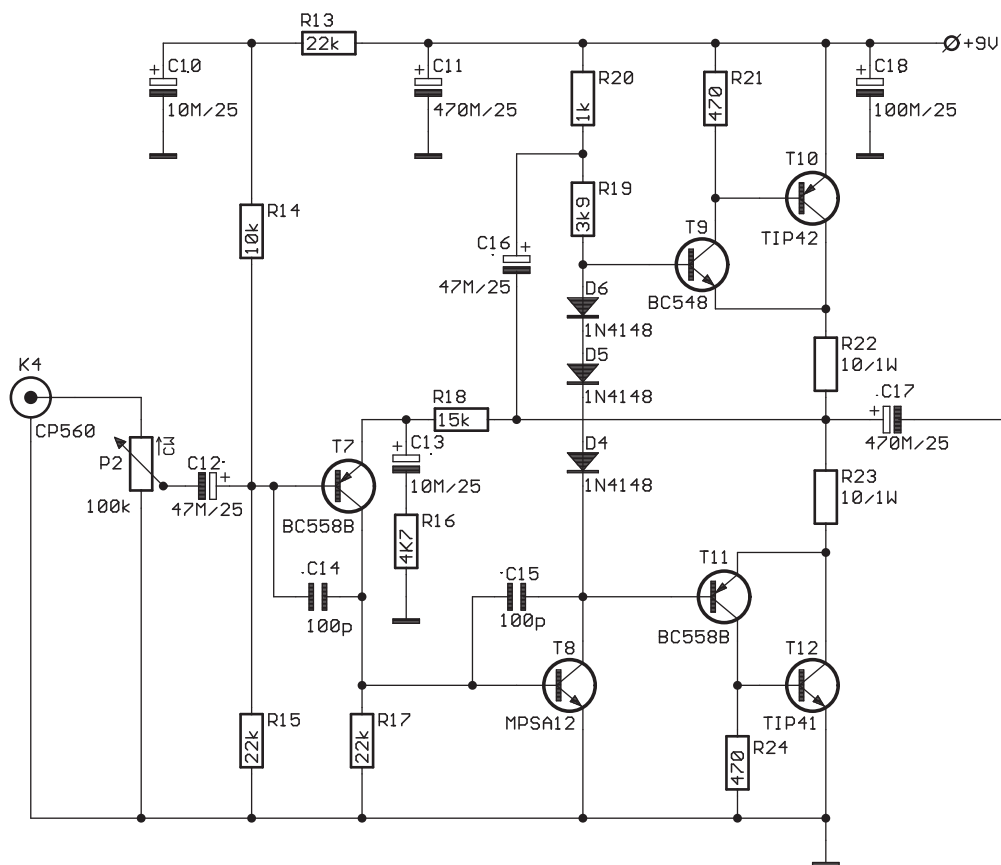 R13
22k
+9V
C10
10M/25
C11
470M/25
R20
1k
R21
470
C18
100M/25
T10
TIP42
R14
10k
R19
3k9
C16
47M/25
T9
BC548
D6
1N4148
D5
1N4148
R22
10/1W
K4
CP560
R18
15k
C17
470M/25
P2
100k
C12
47M/25
T7
BC558B
C13
10M/25
D4
1N4148
R23
10/1W
R16
4K7
C14
100p
C15
100p
T11
BC558B
T8
MPSA12
T12
TIP41
R15
22k
R17
22k
R24
470